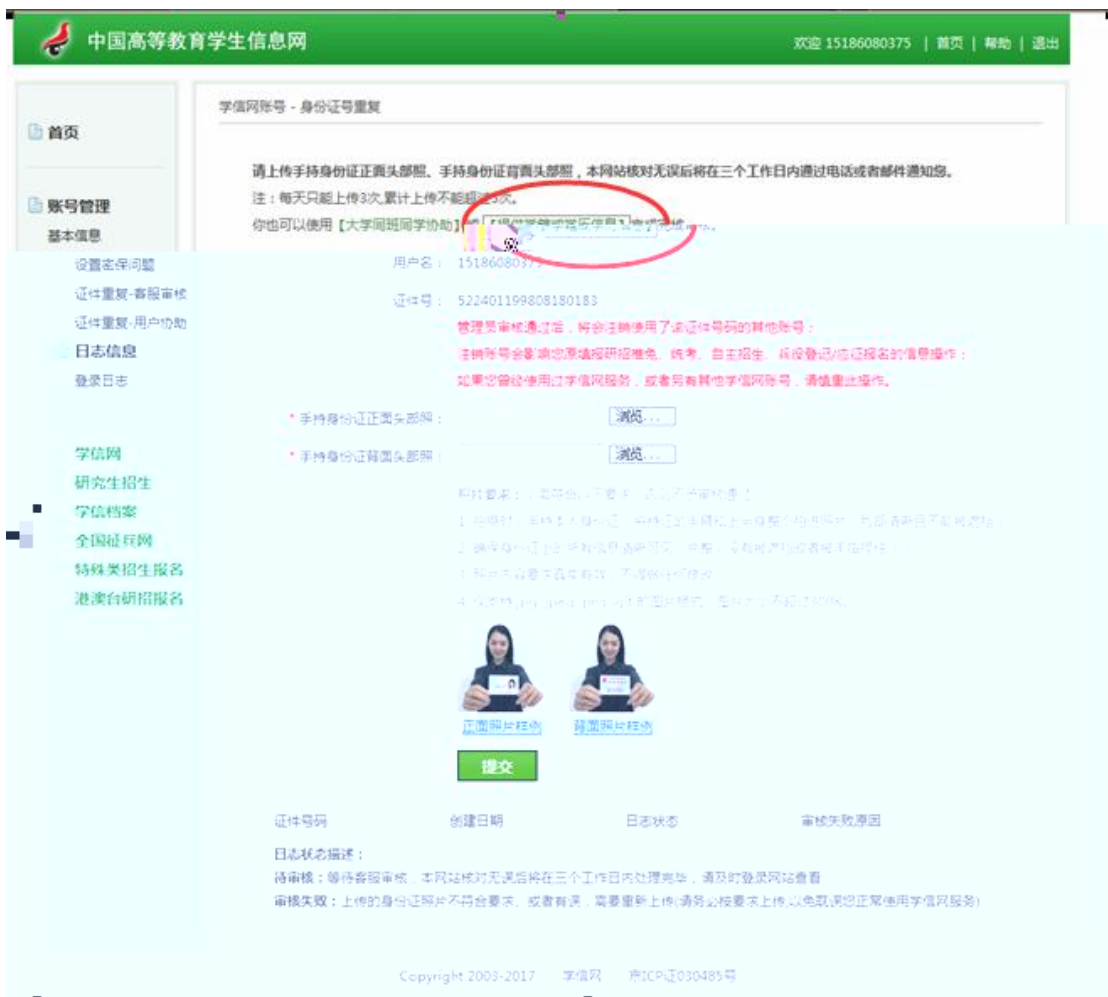 中国高等教育学生信息网
欢迎 15186080375 | 首页 | 帮助 | 退出
学信网账号 - 身份证号重复
首页
请上传手持身份证正面头部照、手持身份证背面头部照，本网站核对无误后将在三个工作日内通过电话或者邮件通知您。
注：每天只能上传3次,累计上传不能超过5次。
账号管理
你也可以使用【大学同班同学协助】或【提供学籍或学历信息】
基本信息
设置密保问题
用户名： 15186080375
证件重复-客服审核
证件号： 522401199808180183
证件重复-用户协助
管理员审核通过后，将会注销使用了该证件号码的其他账号；
日志信息
注销账号会影响您原填报研招推免、统考、自主招生、兵役登记/应征报名的信息操作；
登录日志
如果您曾经使用过学信网服务，或者另有其他学信网账号，请慎重此操作。
* 手持身份证正面头部照： 浏览...
学信网
* 手持身份证背面头部照： 浏览...
研究生招生
学信档案
全国征兵网
特殊类招生报名
港澳台研招报名
正面照片样例 背面照片样例
提交
证件号码 创建日期 日志状态 审核失败原因
日志状态描述：
待审核：等待客服审核，本网站核对无误后将在三个工作日内处理完毕，请及时登录网站查看
审核失败：上传的身份证照片不符合要求、或者有误，需要重新上传(请务必按要求上传,以免耽误您正常使用学信网服务)
Copyright 2003-2017 学信网 京ICP证030485号